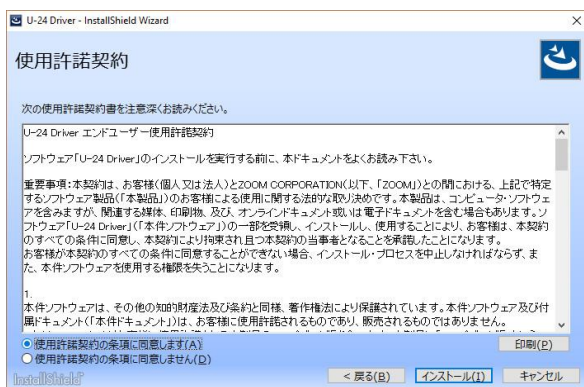 U-24 Driver - InstallShield Wizard
使用許諾契約
次の使用許諾契約書を注意深くお読みください。
U-24 Driver エンドユーザー使用許諾契約
ソフトウェア「U-24 Driver」のインストールを実行する前に、本ドキュメントをよくお読み下さい。
重要事項：本契約は、お客様(個人又は法人)とZOOM CORPORATION(以下、「ZOOM」)との間における、上記で特定
するソフトウェア製品(「本製品」)のお客様による使用に関する法的な取り決めです。本製品は、コンピュータ・ソフトウェ
アを含みますが、関連する媒体、印刷物、及び、オンラインドキュメント或いは電子ドキュメントを含む場合もあります。ソ
フトウェア「U-24 Driver」(「本件ソフトウェア」)の一部を受領し、インストールし、使用することにより、お客様は、本契約
のすべての条件に同意し、本契約により拘束され且つ本契約の当事者となることを承諾したことになります。
お客様が本契約のすべての条件に同意することができない場合、インストール・プロセスを中止しなければならず、ま
た、本件ソフトウェアを使用する権限を失うことになります。
1.
本件ソフトウェアは、その他の知的財産法及び条約と同様、著作権法により保護されています。本件ソフトウェア及び付
属ドキュメント(「本件ドキュメント」)は、お客様に使用許諾されるものであり、販売されるものではありません。
使用許諾契約の条項に同意します(A)
印刷(P)
使用許諾契約の条項に同意しません(D)
InstallShield
< 戻る(B)
インストール(I)
キャンセル